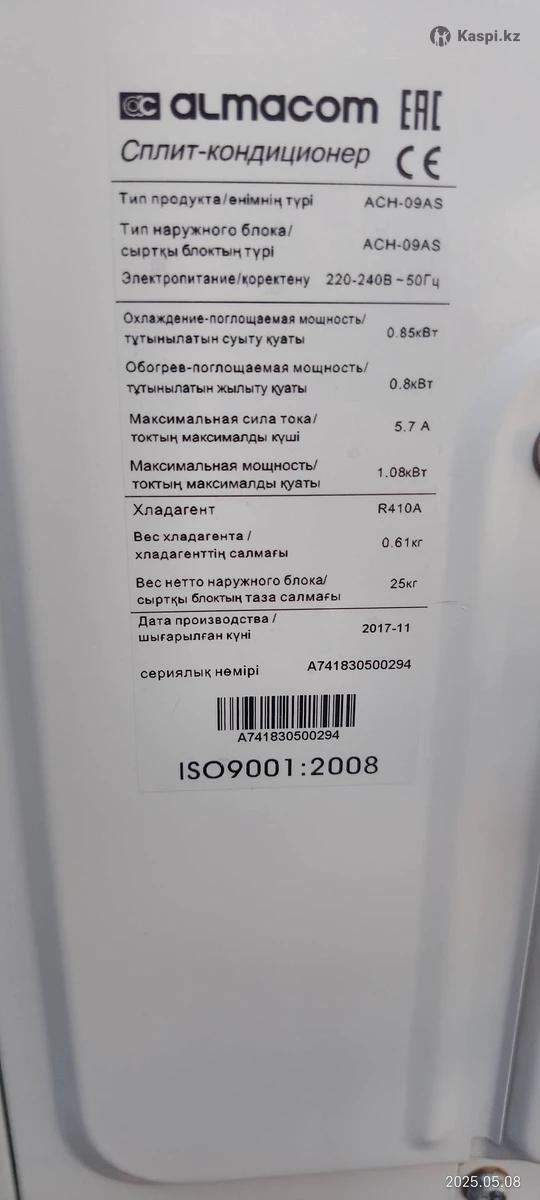 Kaspi.kz
almacom EAC
Сплит-кондиционер CE
Тип продукта/өнімнің түрі ACH-09AS
Тип наружного блока/
сыртқы блоктың түрі ACH-09AS
Электропитание/қоректену 220-240В ~ 50Гц
Охлаждение-поглощаемая мощность/
тұтынылатын суыту қуаты 0.85кВт
Обогрев-поглощаемая мощность/
тұтынылатын жылыту қуаты 0.8кВт
Максимальная сила тока/
токтың максималды күші 5.7 А
Максимальная мощность/
токтың максималды қуаты 1.08кВт
Хладагент R410A
Вес хладагента /
хладагенттің салмағы 0.61кг
Вес нетто наружного блока/
сыртқы блоктың таза салмағы 25кг
Дата производства /
шығарылған күні 2017-11
сериялық нөмірі A741830500294
A741830500294
ISO9001:2008
2025.05.08